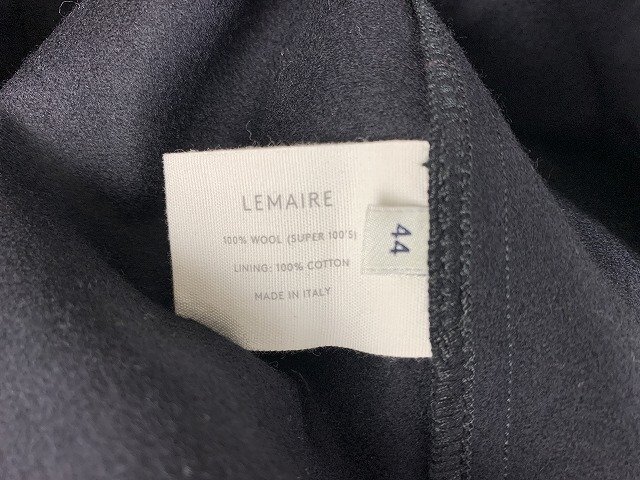 LEMAIRE
100% WOOL (SUPER 100'S)
LINING: 100% COTTON
MADE IN ITALY
44